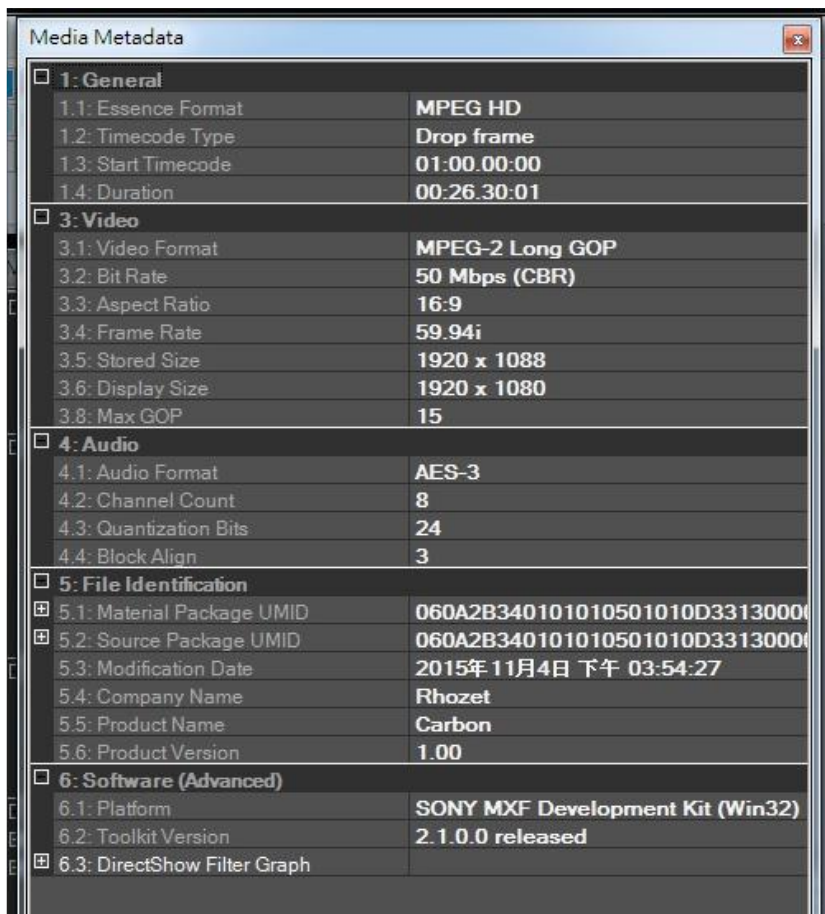 Media Metadata
1: General
1.1: Essence Format MPEG HD
1.2: Timecode Type Drop frame
1.3: Start Timecode 01:00.00:00
1.4: Duration 00:26.30:01
3: Video
3.1: Video Format MPEG-2 Long GOP
3.2: Bit Rate 50 Mbps (CBR)
3.3: Aspect Ratio 16:9
3.4: Frame Rate 59.94i
3.5: Stored Size 1920 x 1088
3.6: Display Size 1920 x 1080
3.8: Max GOP 15
4: Audio
4.1: Audio Format AES-3
4.2: Channel Count 8
4.3: Quantization Bits 24
4.4: Block Align 3
5: File Identification
5.1: Material Package UMID 060A2B340101010501010D33130000
5.2: Source Package UMID 060A2B340101010501010D33130000
5.3: Modification Date 2015年11月4日 下午 03:54:27
5.4: Company Name Rhozet
5.5: Product Name Carbon
5.6: Product Version 1.00
6: Software (Advanced)
6.1: Platform SONY MXF Development Kit (Win32)
6.2: Toolkit Version 2.1.0.0 released
6.3: DirectShow Filter Graph